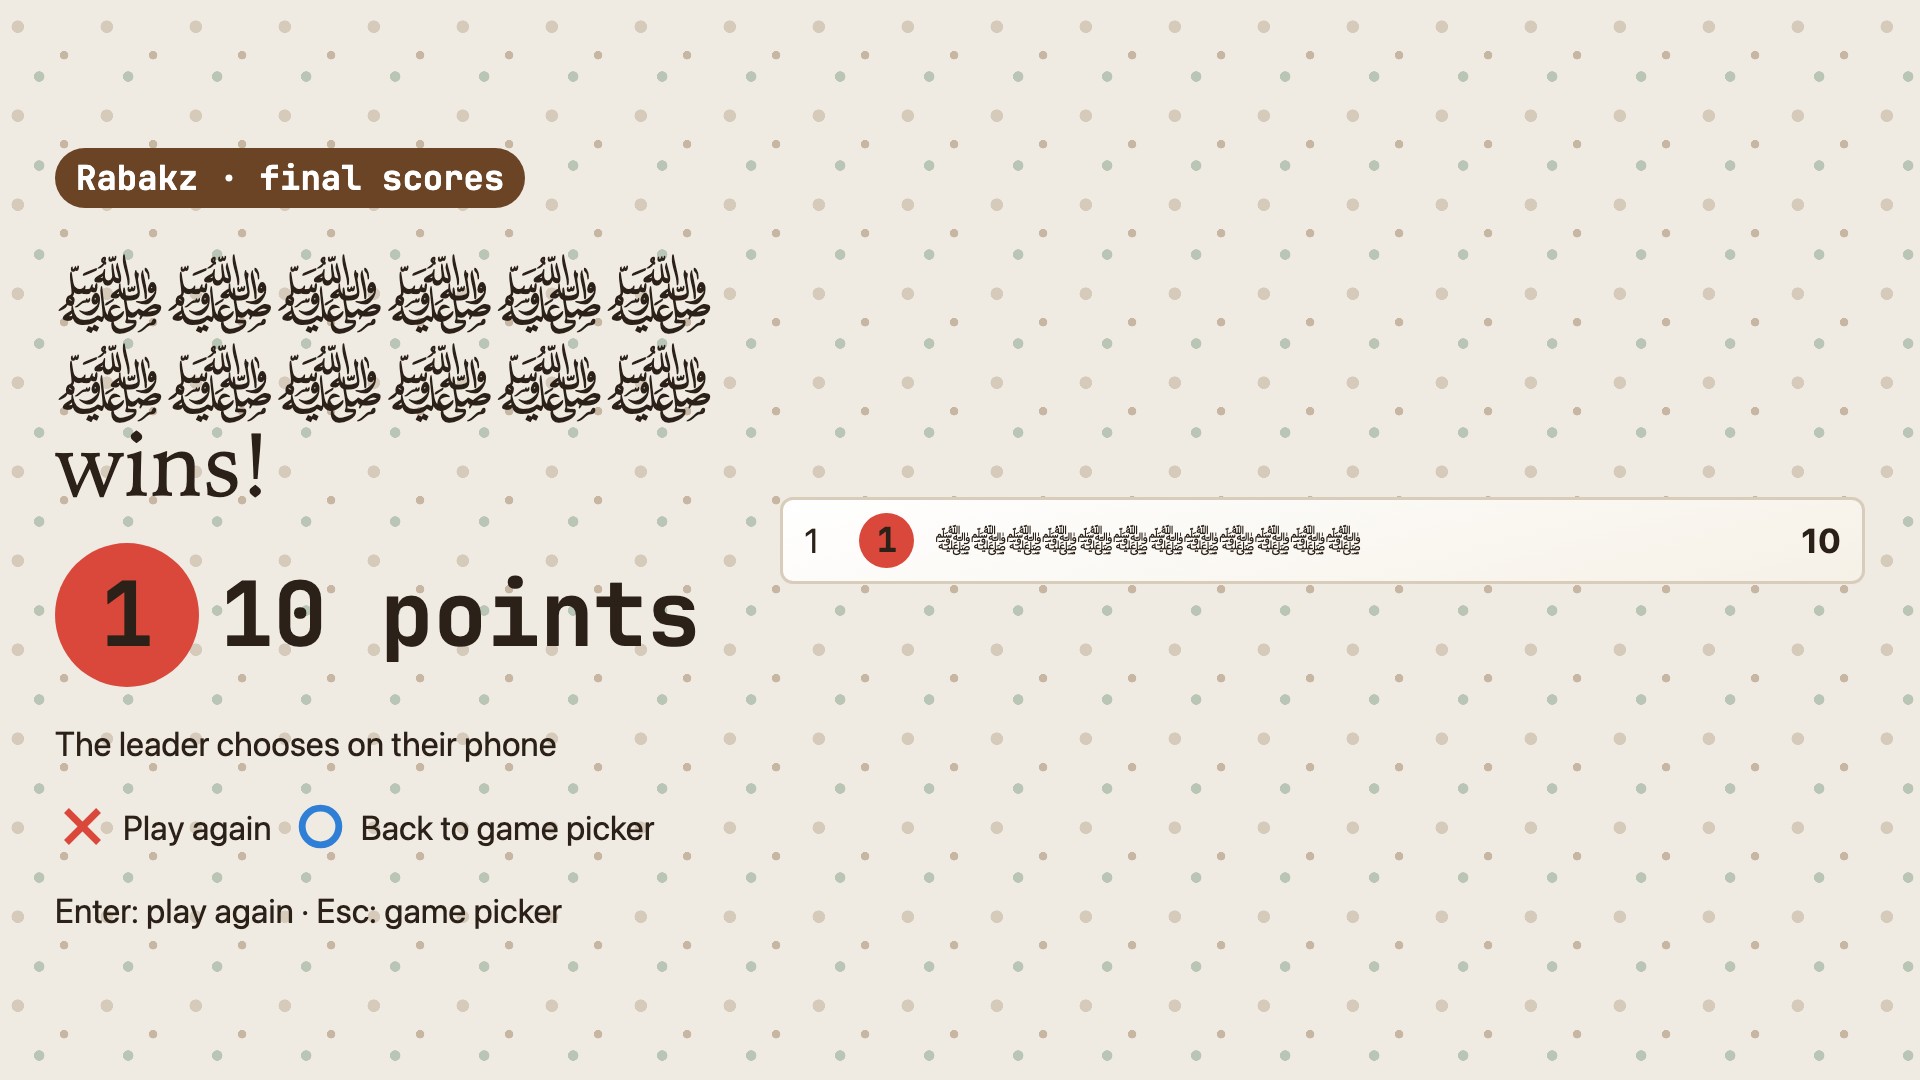 Rabakz · final scores
ﷺﷺﷺﷺﷺﷺ
ﷺﷺﷺﷺﷺﷺ
wins!
1 10 points
The leader chooses on their phone
Play again Back to game picker
Enter: play again · Esc: game picker
1 1 ﷺﷺﷺﷺﷺﷺﷺﷺﷺﷺﷺﷺ 10